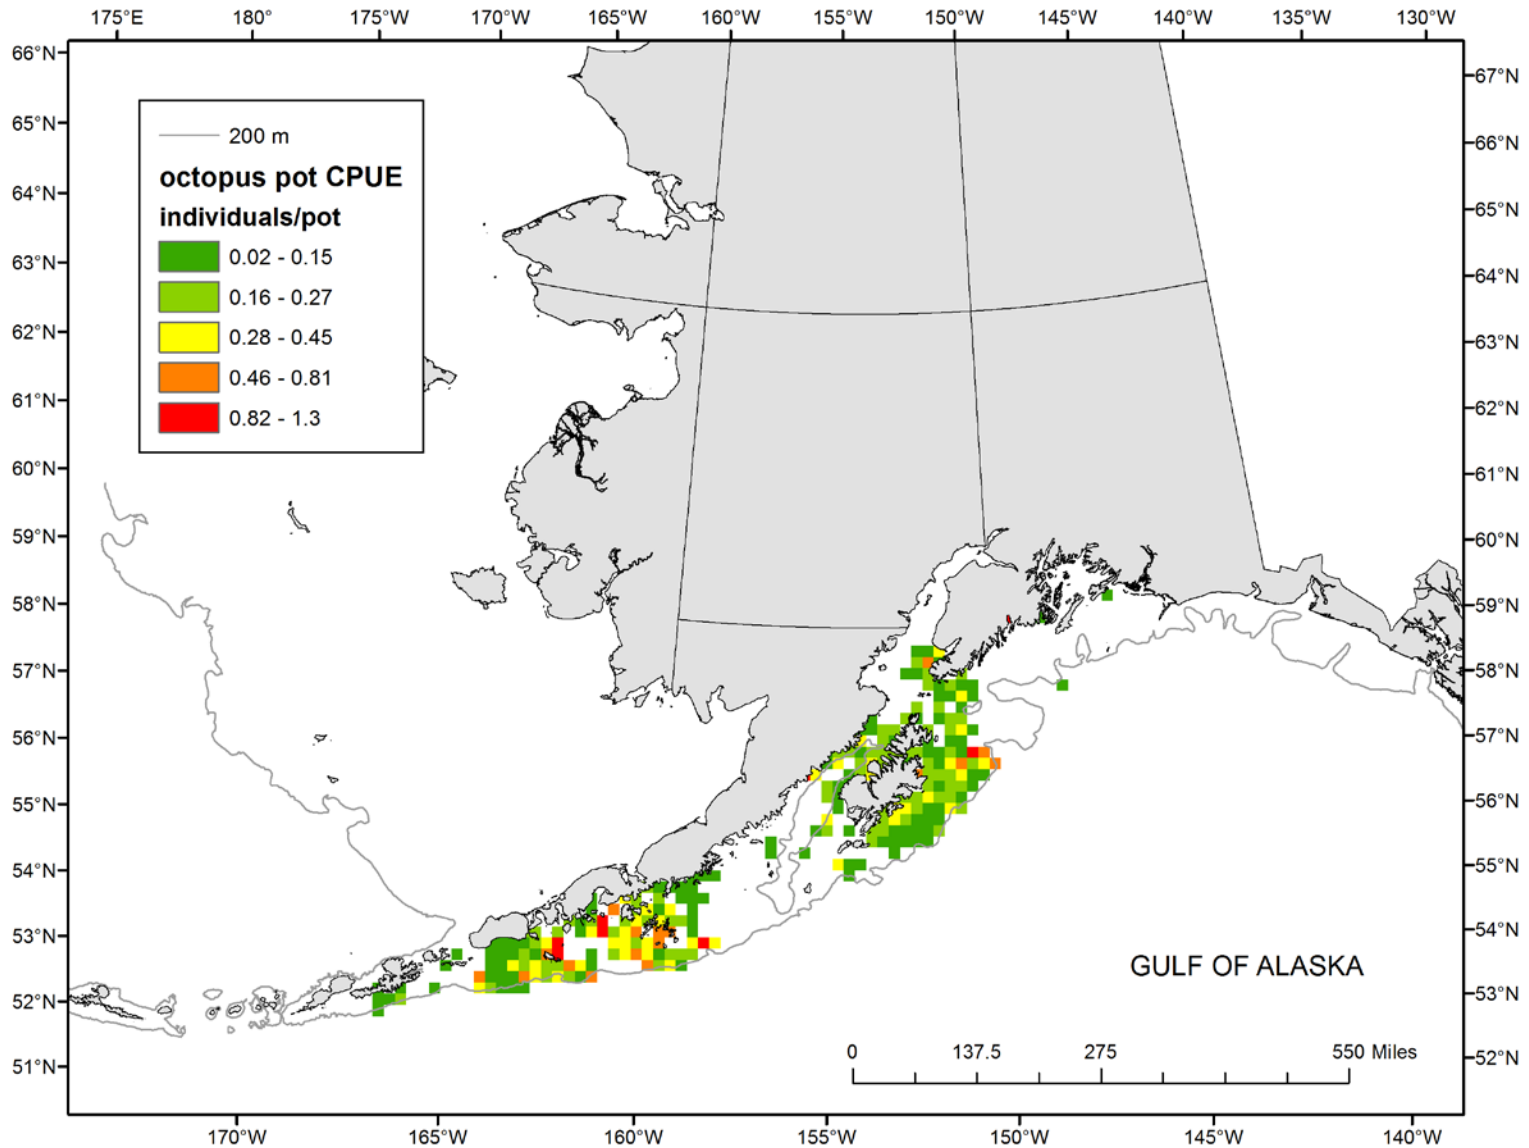 175°E 180° 175°W 170°W 165°W 160°W 155°W 150°W 145°W 140°W 135°W 130°W
66°N
67°N
65°N
66°N
64°N
65°N
63°N
64°N
62°N
63°N
61°N
62°N
60°N
61°N
59°N
60°N
58°N
59°N
57°N
58°N
56°N
57°N
55°N
56°N
54°N
55°N
53°N
54°N
52°N
53°N
51°N
52°N
200 m
octopus pot CPUE
individuals/pot
0.02 - 0.15
0.16 - 0.27
0.28 - 0.45
0.46 - 0.81
0.82 - 1.3
GULF OF ALASKA
0 137.5 275 550 Miles
170°W 165°W 160°W 155°W 150°W 145°W 140°W